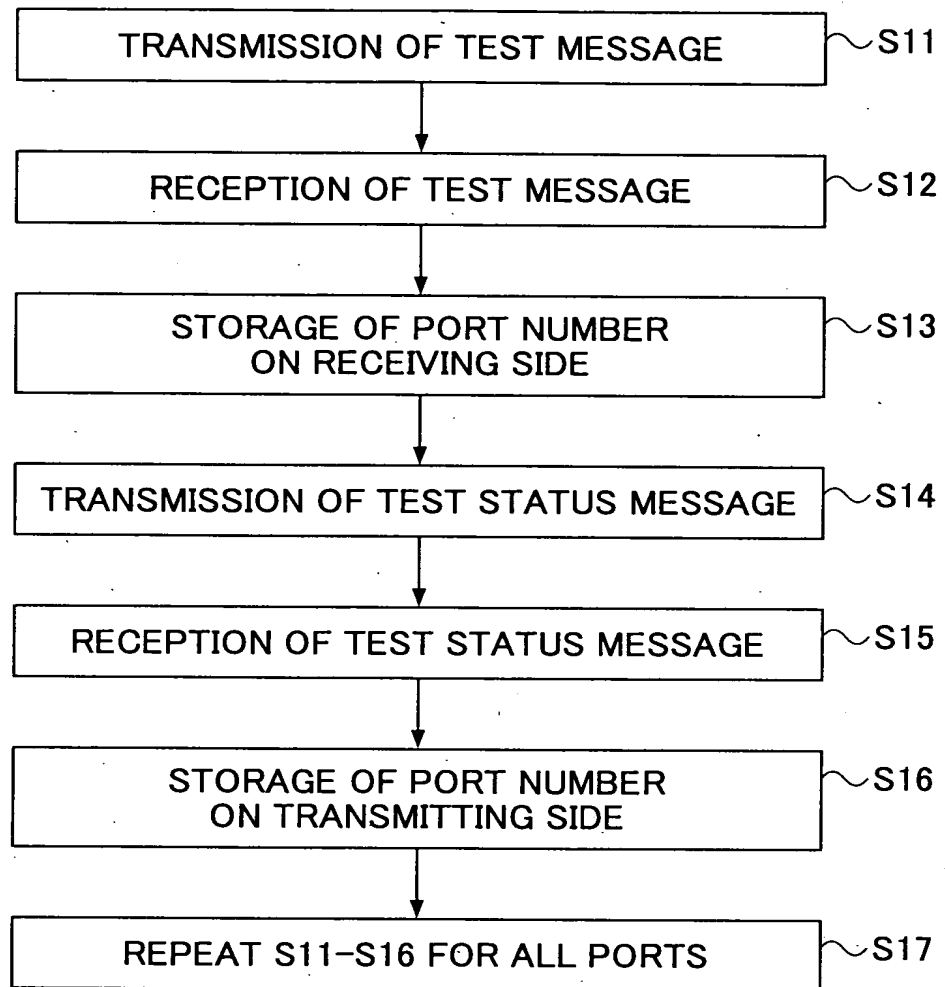 TRANSMISSION OF TEST MESSAGE S11
RECEPTION OF TEST MESSAGE S12
STORAGE OF PORT NUMBER S13
ON RECEIVING SIDE
TRANSMISSION OF TEST STATUS MESSAGE S14
RECEPTION OF TEST STATUS MESSAGE S15
STORAGE OF PORT NUMBER S16
ON TRANSMITTING SIDE
REPEAT S11-S16 FOR ALL PORTS S17